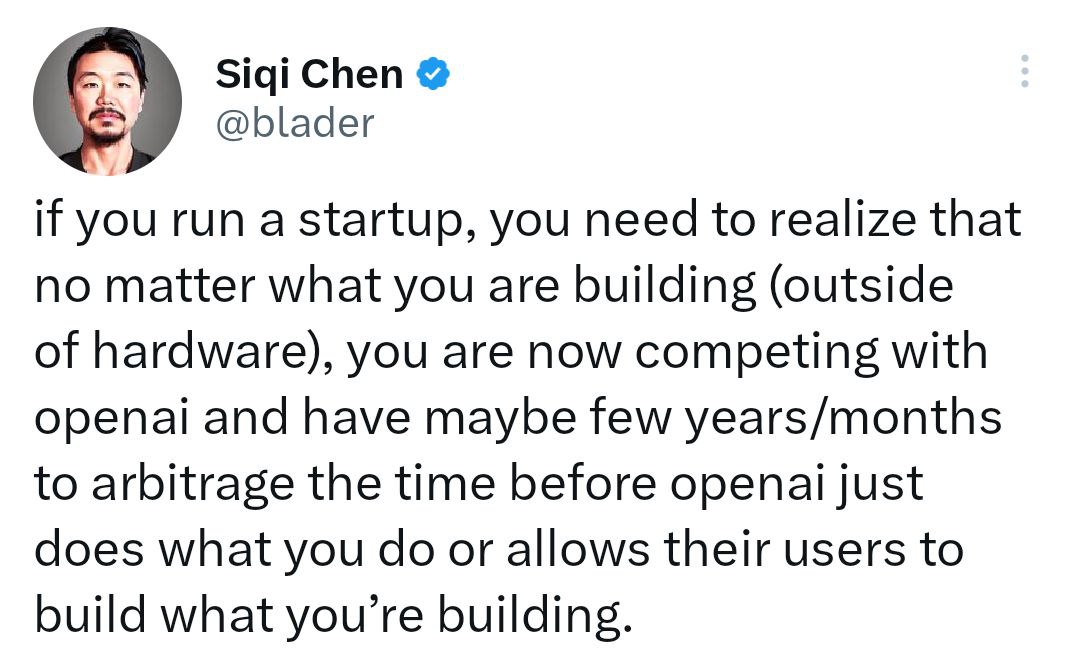 Siqi Chen
@blader
if you run a startup, you need to realize that
no matter what you are building (outside
of hardware), you are now competing with
openai and have maybe few years/months
to arbitrage the time before openai just
does what you do or allows their users to
build what you’re building.